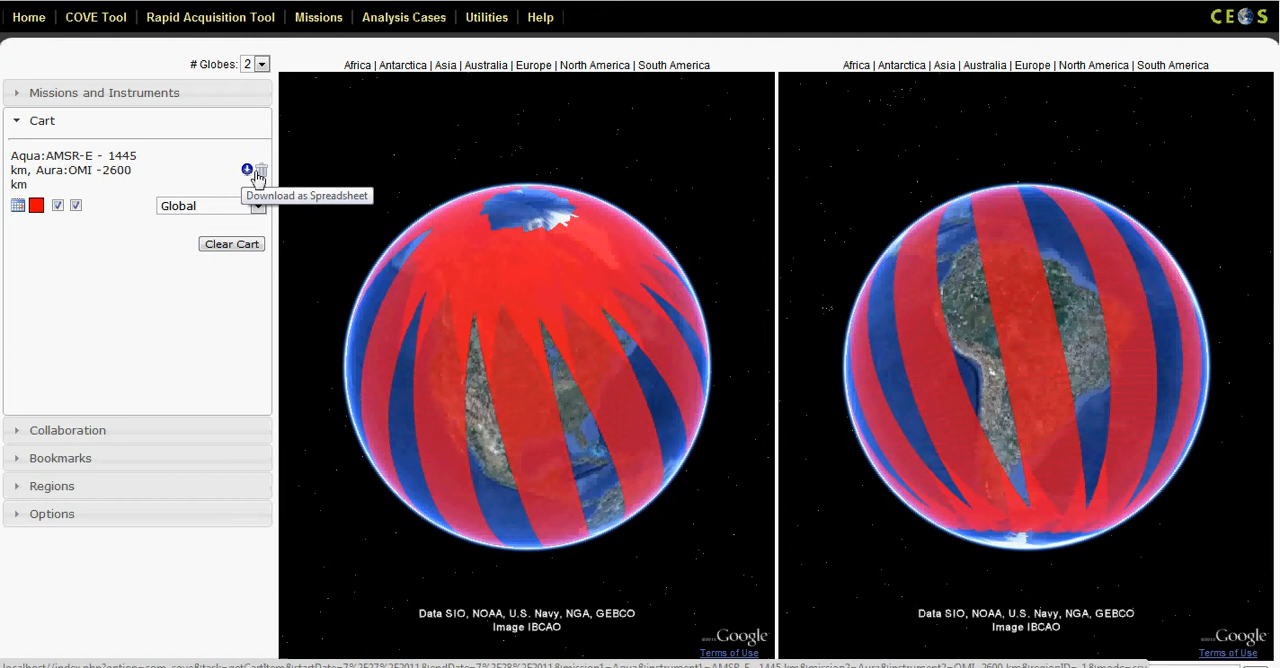 Home COVE Tool Rapid Acquisition Tool Missions Analysis Cases Utilities Help CEOS
# Globes: 2
Africa | Antarctica | Asia | Australia | Europe | North America | South America
Africa | Antarctica | Asia | Australia | Europe | North America | South America
Missions and Instruments
Cart
Aqua:AMSR-E - 1445
km, Aura:OMI -2600
km
Download as Spreadsheet
Global
Clear Cart
Collaboration
Bookmarks
Regions
Options
Data SIO, NOAA, U.S. Navy, NGA, GEBCO
Image IBCAO
Google
Terms of Use
Data SIO, NOAA, U.S. Navy, NGA, GEBCO
Image IBCAO
Google
Terms of Use